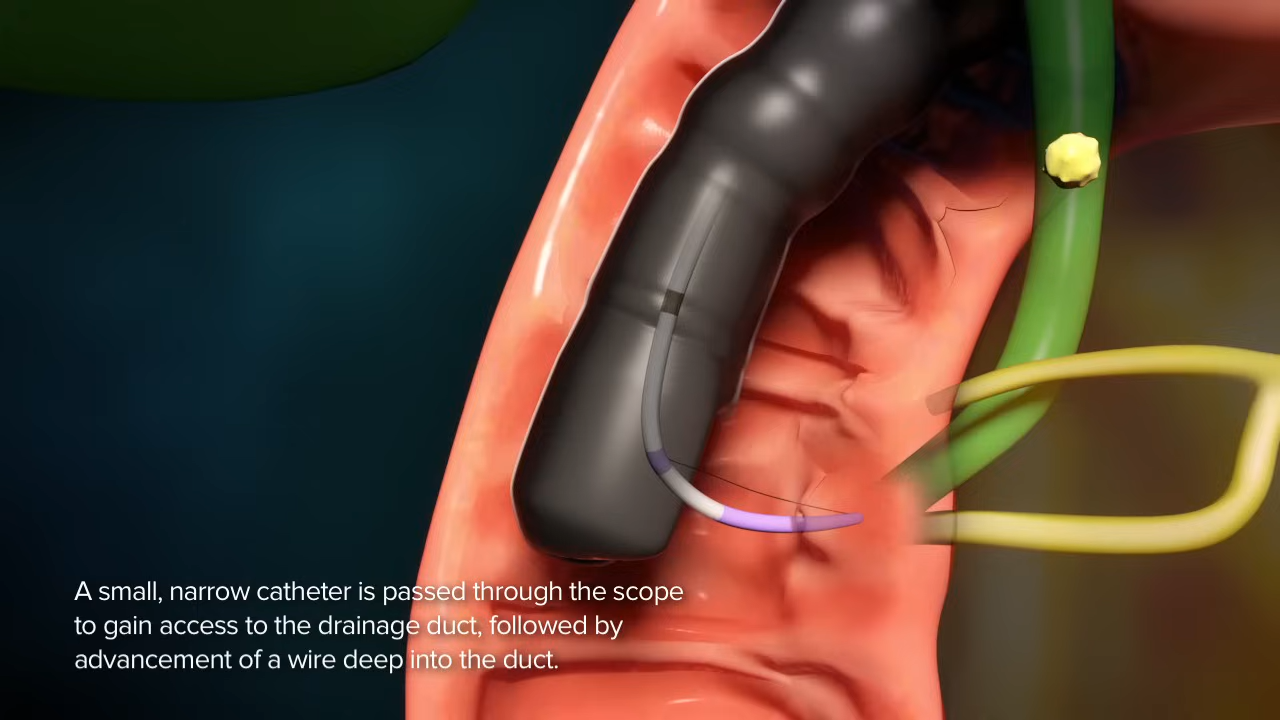 A small, narrow catheter is passed through the scope
to gain access to the drainage duct, followed by
advancement of a wire deep into the duct.